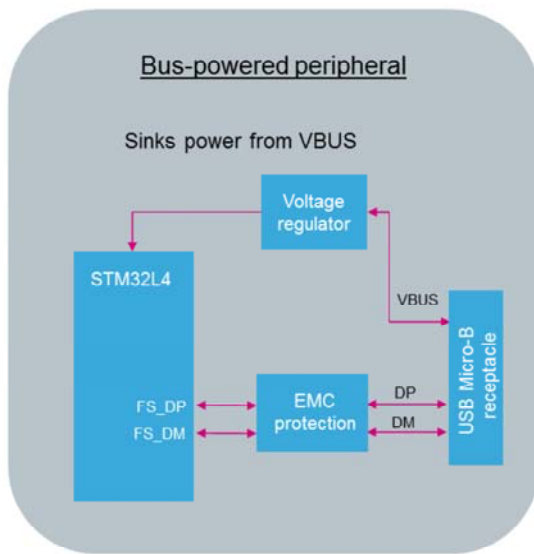 Bus-powered peripheral
Sinks power from VBUS
Voltage
regulator
STM32L4
VBUS
USB Micro-B
receptacle
FS_DP
EMC
protection
DP
FS_DM
DM